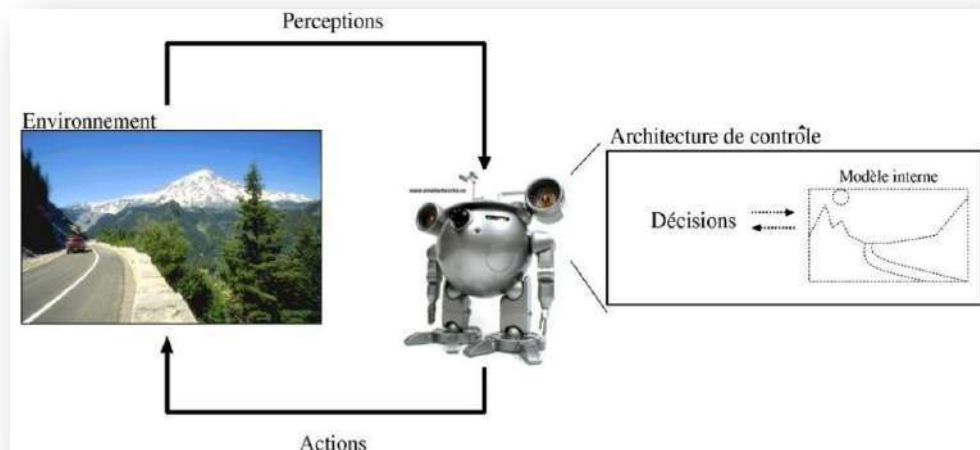 Perceptions
Environnement
Architecture de contrôle
Modèle interne
Décisions
Actions